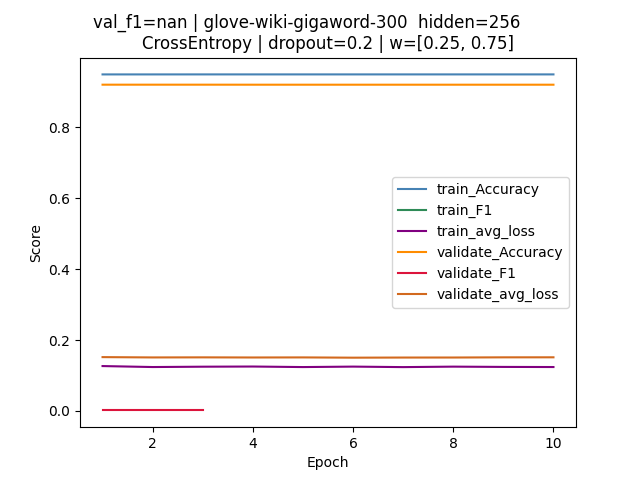 val_f1=nan | glove-wiki-gigaword-300  hidden=256
CrossEntropy | dropout=0.2 | w=[0.25, 0.75]
0.8
0.6
0.4
0.2
0.0
Score
train_Accuracy
train_F1
train_avg_loss
validate_Accuracy
validate_F1
validate_avg_loss
2 4 6 8 10
Epoch